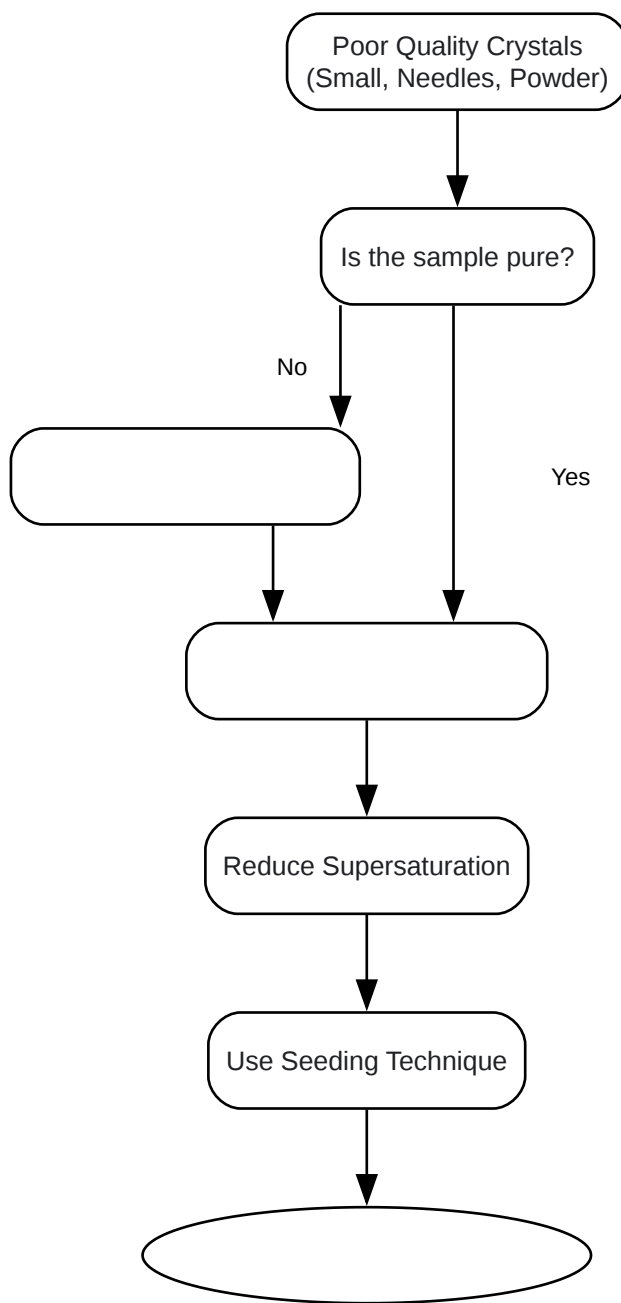 Poor Quality Crystals
(Small, Needles, Powder)
Is the sample pure?
No
Yes
Reduce Supersaturation
Use Seeding Technique